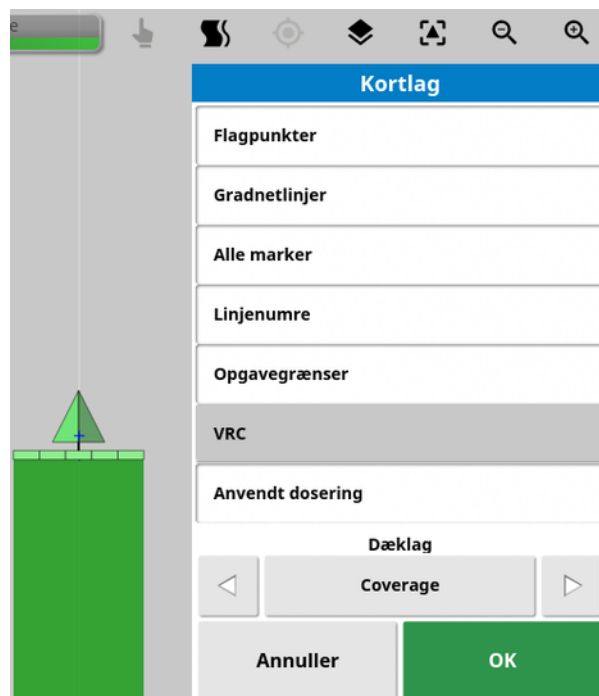 e
Kortlag
Flagpunkter
Gradnetlinjer
Alle marker
Linjenumre
Opgavegrænser
VRC
Anvendt dosering
Dæklag
Coverage
Annuller
OK